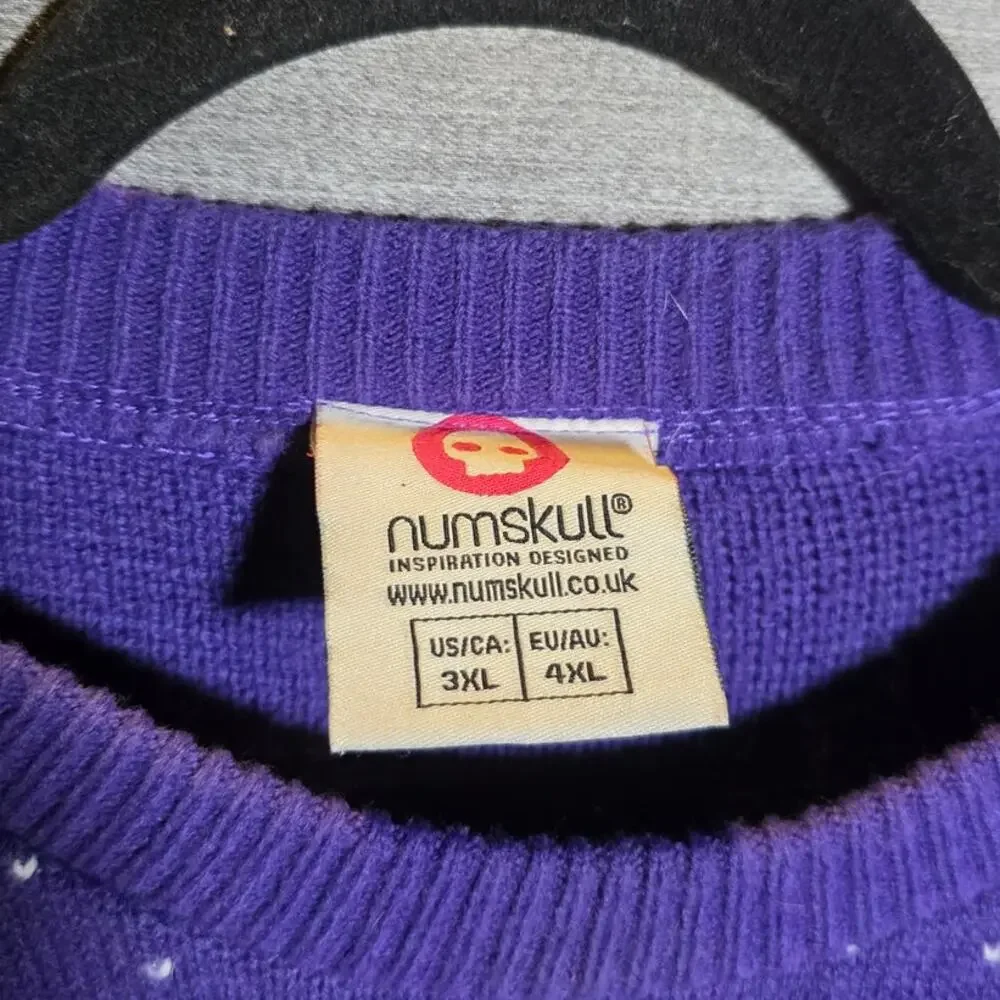 numskull®
INSPIRATION DESIGNED
www.numskull.co.uk
US/CA: EU/AU:
3XL 4XL